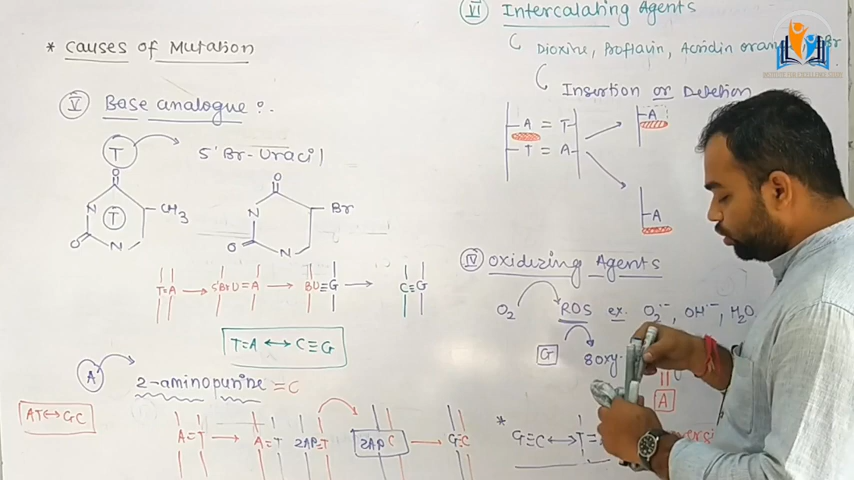 * Causes of Mutation
V Base analogue :-
T 5'Br-Uracil
O
N CH3
T
O N
O
N Br
O N
T=A → 5'BrU=A → BU≡G → C≡G
T=A ↔ C≡G
A 2-aminopurine =C
AT↔GC
A=T → A=T 2AP=T 2AP C → G≡C
VI Intercalating Agents
Dioxine, Proflavin, Acridin orang Br
Insertion or Deletion
A = T
T = A
A
A
IV Oxidizing Agents
O2 ROS ex. O2·-, OH·-, H2O
G 8oxy-
A
* G≡C↔T=